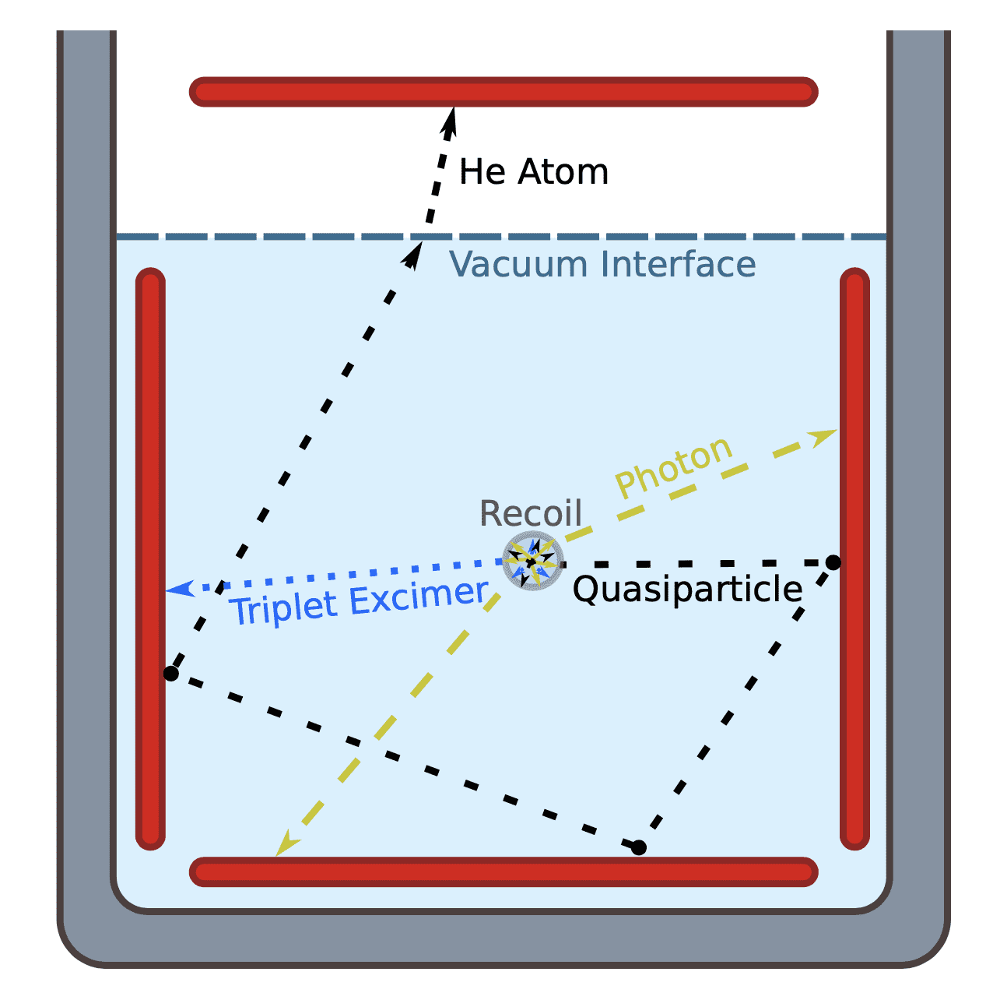 He Atom
Vacuum Interface
Photon
Recoil
Quasiparticle
Triplet Excimer